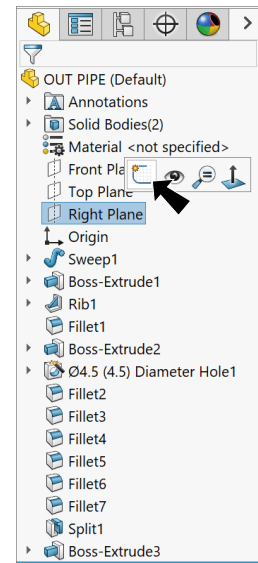 OUT PIPE (Default)
Annotations
Solid Bodies(2)
Material <not specified>
Front Pla
Top Plane
Right Plane
Origin
Sweep1
Boss-Extrude1
Rib1
Fillet1
Boss-Extrude2
Ø4.5 (4.5) Diameter Hole1
Fillet2
Fillet3
Fillet4
Fillet5
Fillet6
Fillet7
Split1
Boss-Extrude3